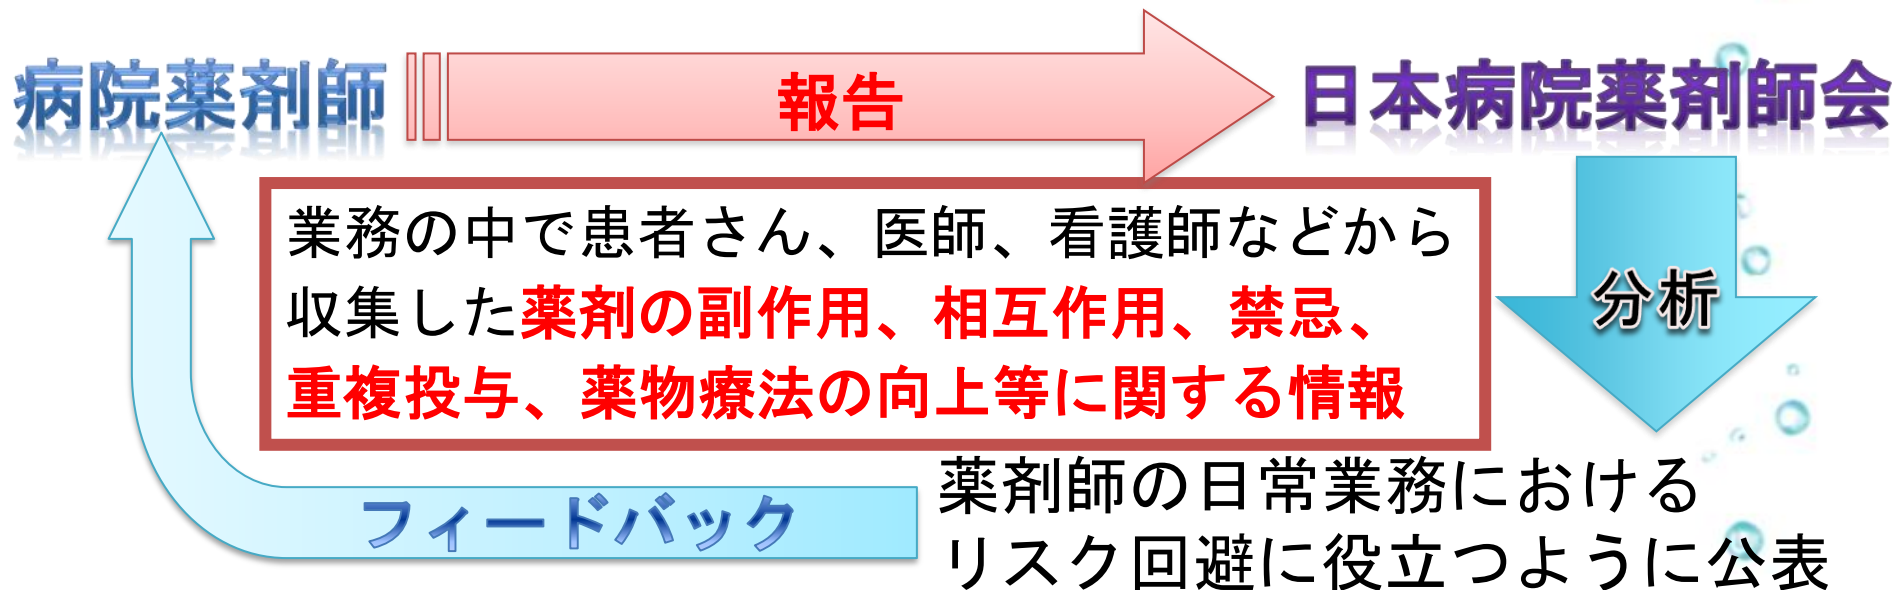 病院薬剤師
報告
日本病院薬剤師会
業務の中で患者さん、医師、看護師などから
収集した薬剤の副作用、相互作用、禁忌、
重複投与、薬物療法の向上等に関する情報
分析
薬剤師の日常業務における
リスク回避に役立つように公表
フィードバック